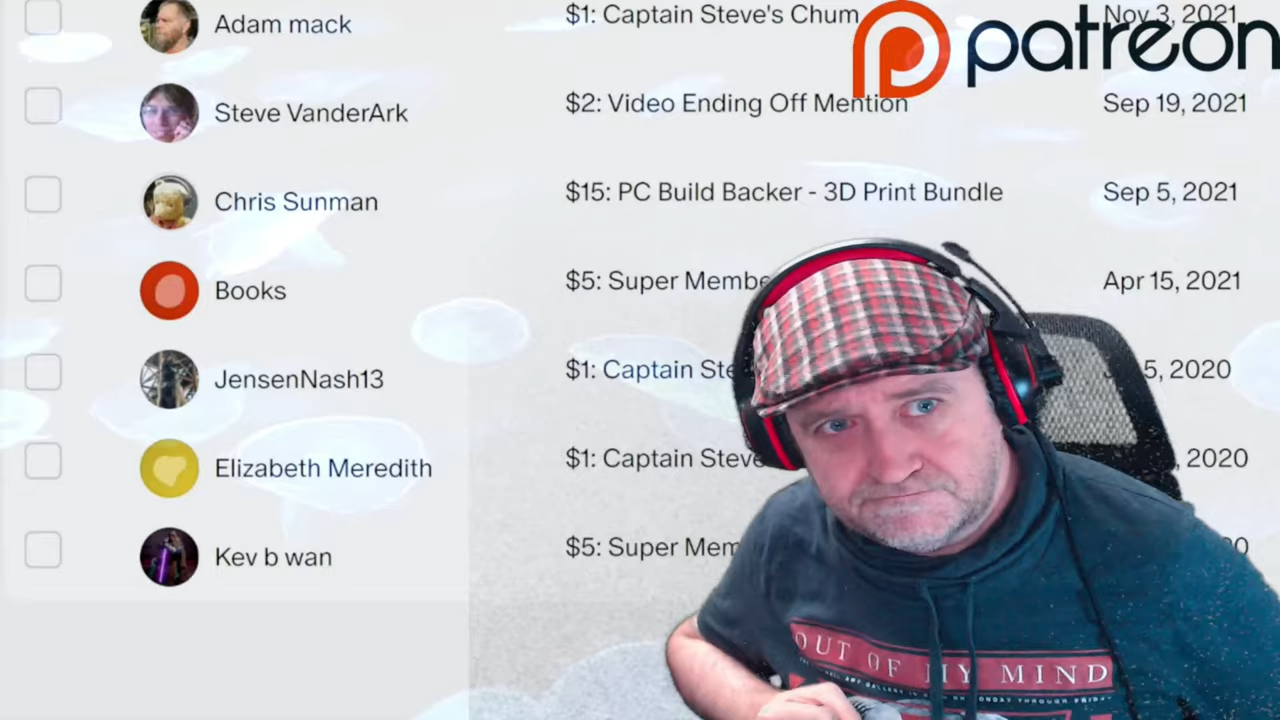 Adam mack $1: Captain Steve's Chum Nov 3, 2021
patreon
Steve VanderArk $2: Video Ending Off Mention Sep 19, 2021
Chris Sunman $15: PC Build Backer - 3D Print Bundle Sep 5, 2021
Books $5: Super Membe Apr 15, 2021
JensenNash13 $1: Captain Ste 5, 2020
Elizabeth Meredith $1: Captain Steve , 2020
Kev b wan $5: Super Mem
OUT OF MY MIND
MONDAY THROUGH FRIDAY